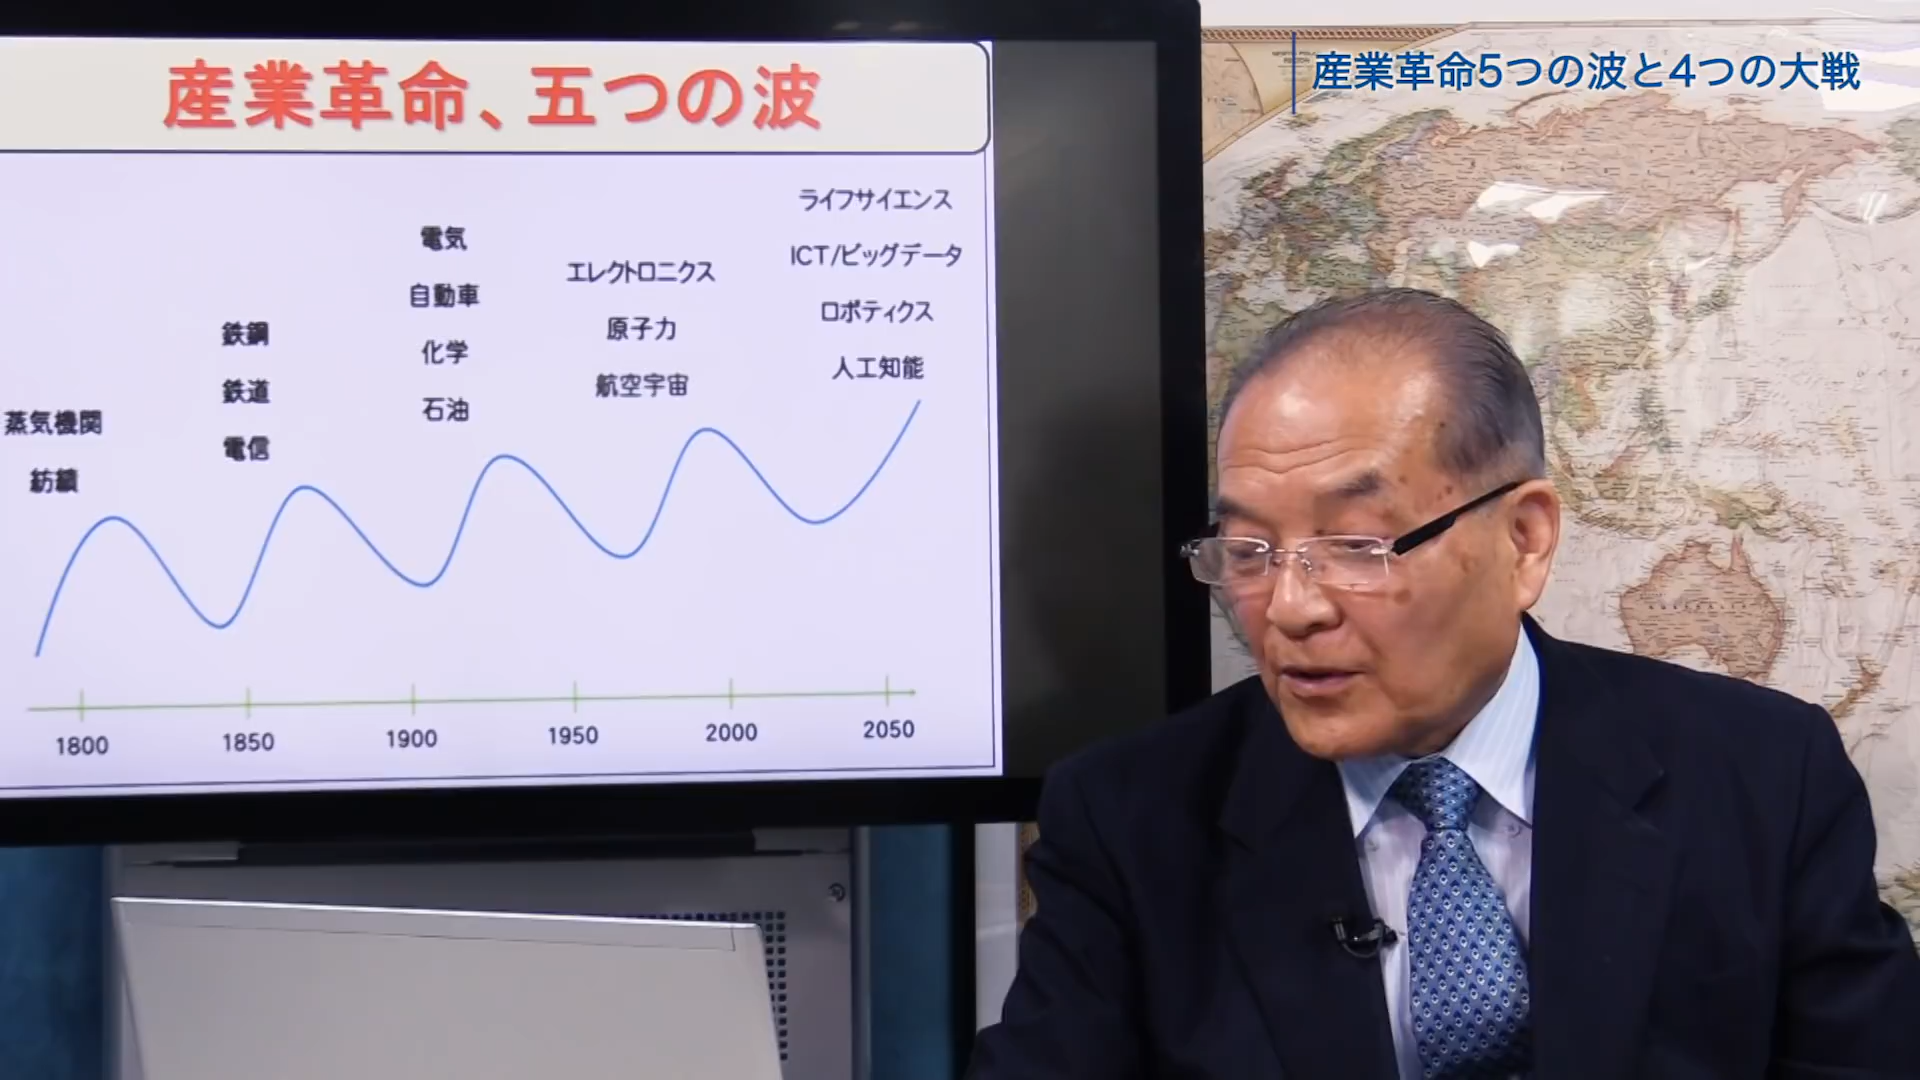 産業革命、五つの波
産業革命5つの波と4つの大戦
蒸気機関
紡績
鉄鋼
鉄道
電信
電気
自動車
化学
石油
エレクトロニクス
原子力
航空宇宙
ライフサイエンス
ICT/ビッグデータ
ロボティクス
人工知能
1800
1850
1900
1950
2000
2050